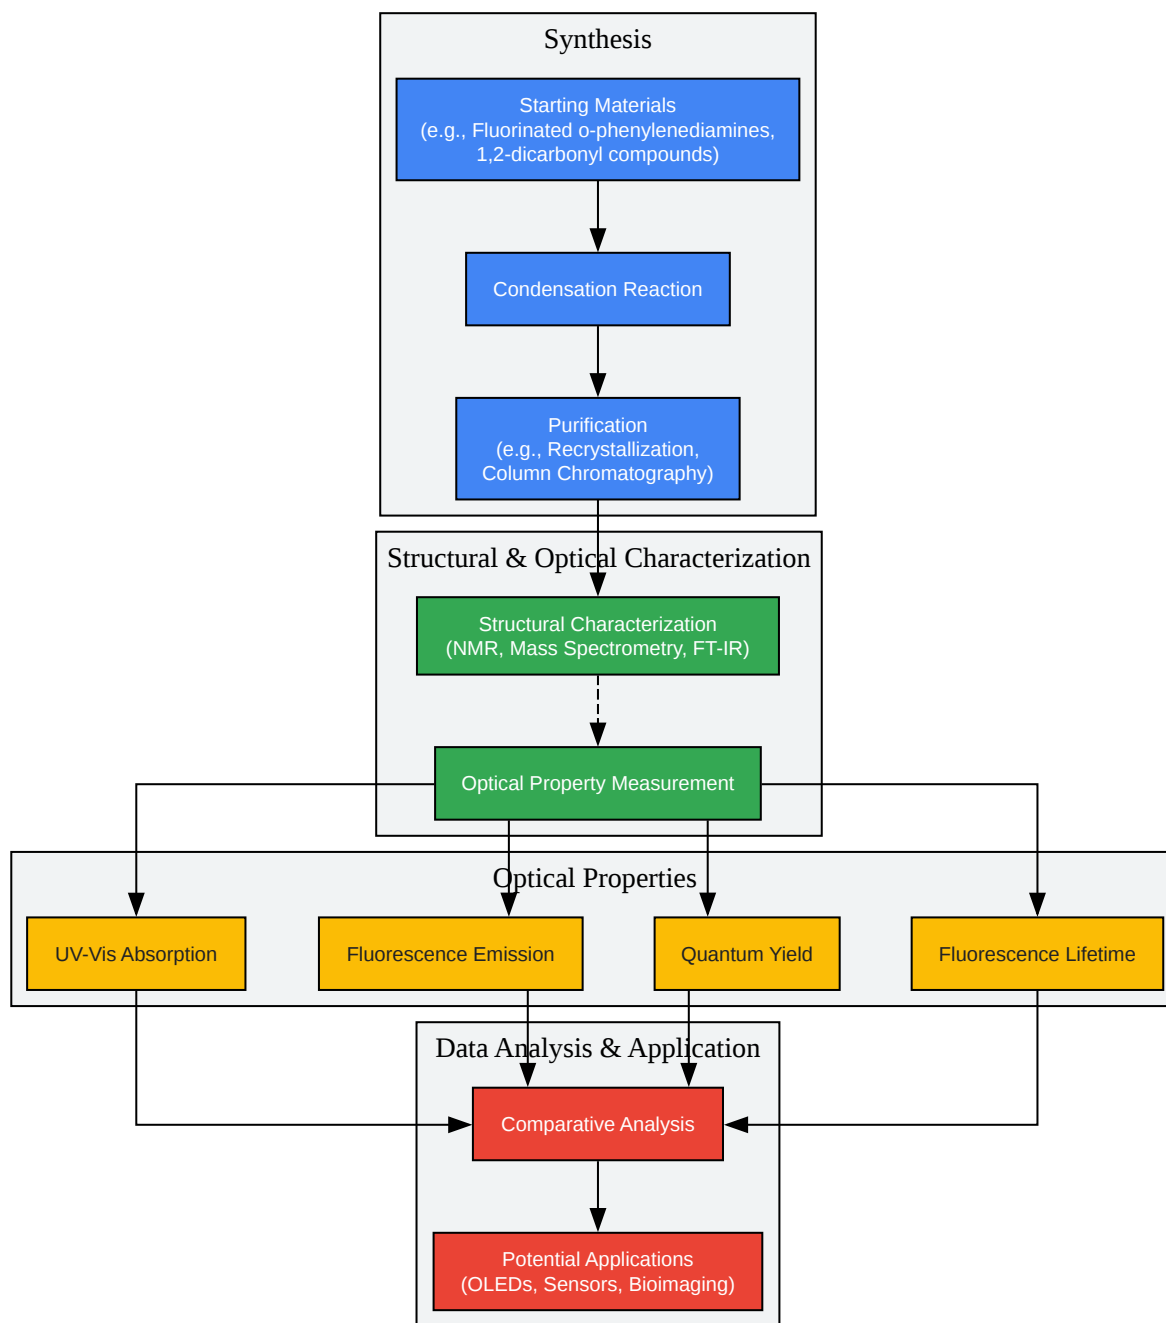 Synthesis
Starting Materials
(e.g., Fluorinated o-phenylenediamines,
1,2-dicarbonyl compounds)
Condensation Reaction
Purification
(e.g., Recrystallization,
Column Chromatography)
Structural & Optical Characterization
Structural Characterization
(NMR, Mass Spectrometry, FT-IR)
Optical Property Measurement
Optical Properties
UV-Vis Absorption
Fluorescence Emission
Quantum Yield
Fluorescence Lifetime
Data Analysis & Application
Comparative Analysis
Potential Applications
(OLEDs, Sensors, Bioimaging)